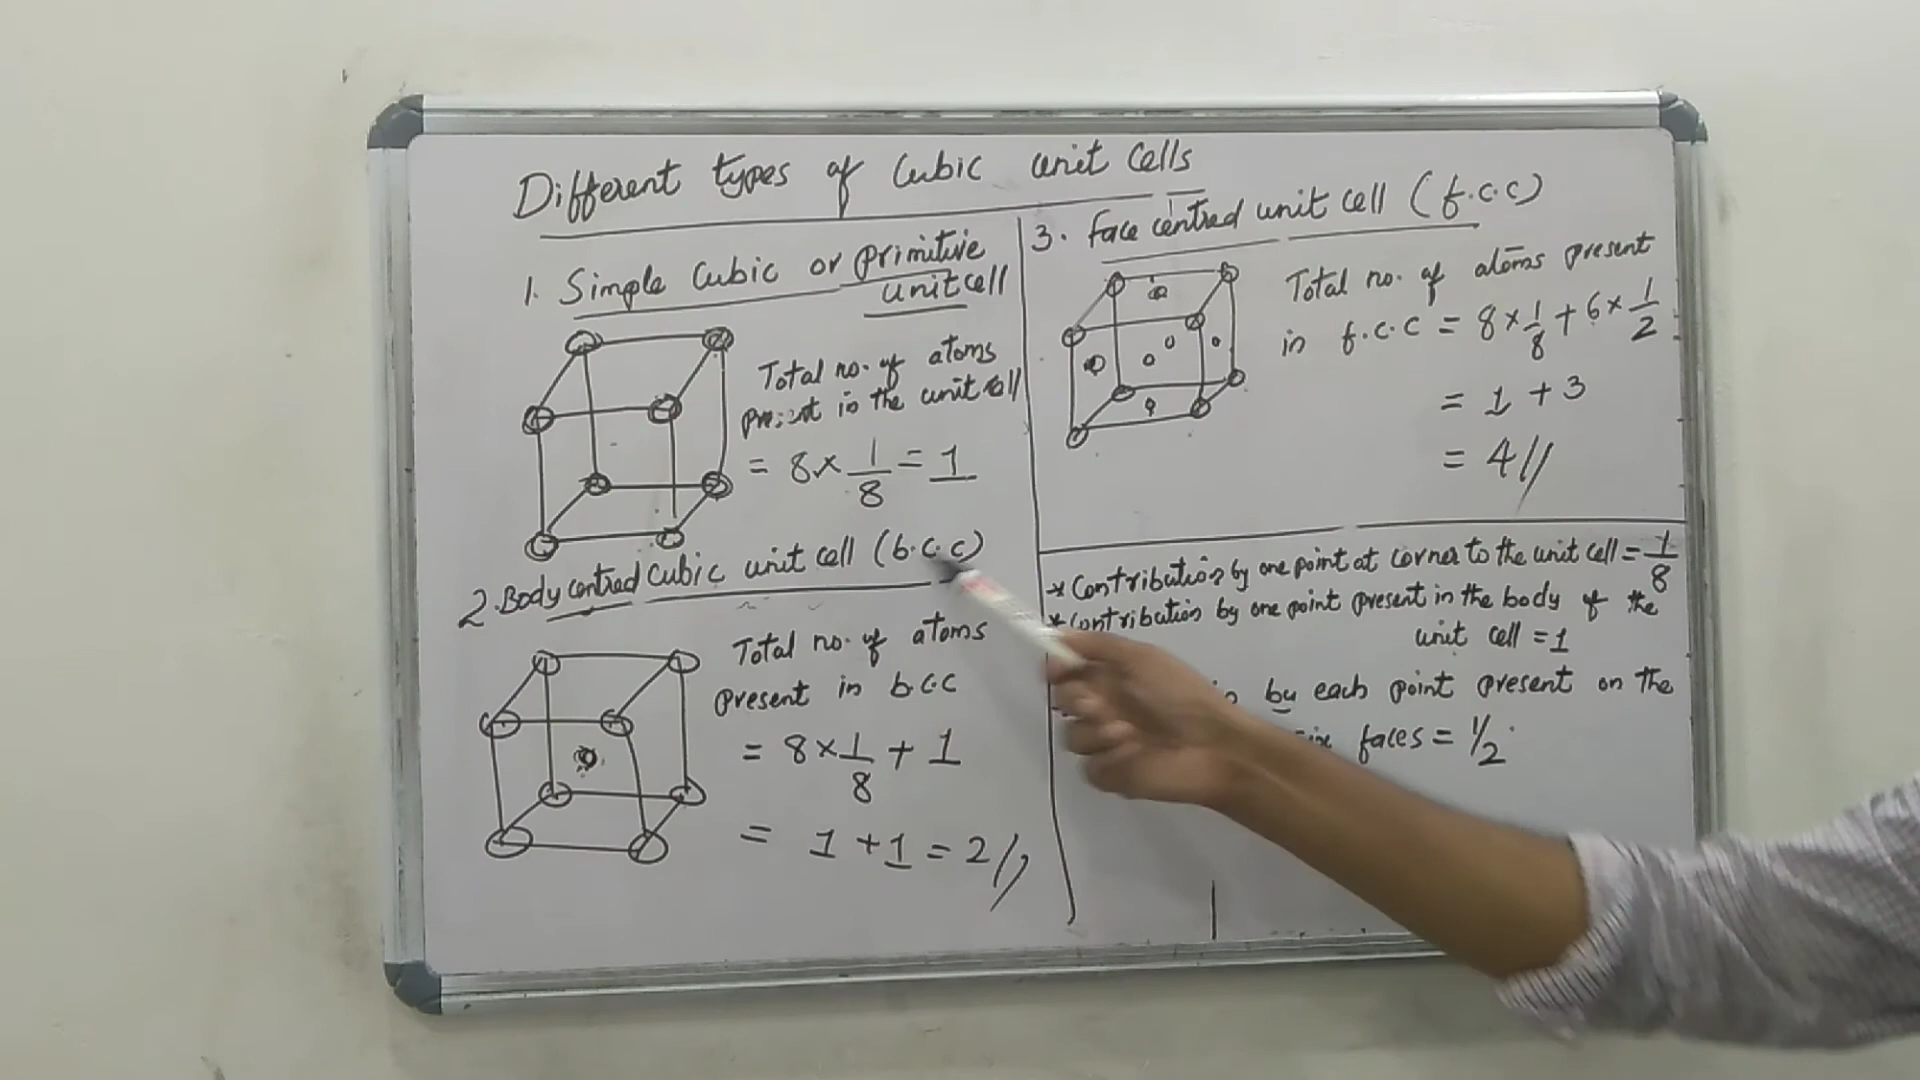 Different types of Cubic unit cells
1. Simple Cubic or primitive
unit cell
Total no. of atoms
present in the unit cell
= 8 × 1/8 = 1
2. Body centred Cubic unit cell (b.c.c)
Total no. of atoms
present in b.c.c
= 8 × 1/8 + 1
= 1 + 1 = 2//
3. Face centred unit cell (f.c.c)
Total no. of atoms present
in f.c.c = 8 × 1/8 + 6 × 1/2
= 1 + 3
= 4//
* Contribution by one point at corner to the unit cell = 1/8
* Contribution by one point present in the body of the
unit cell = 1
by each point present on the
faces = 1/2.